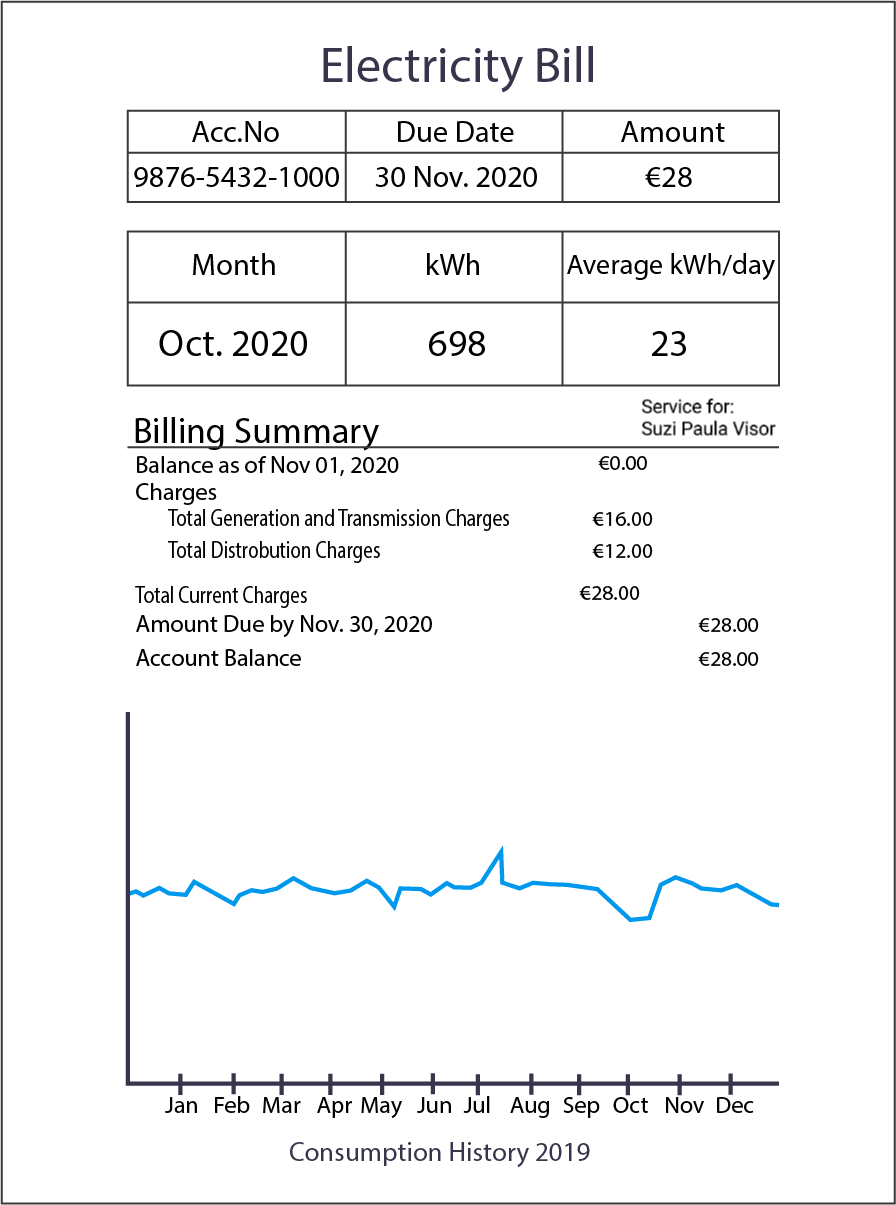 Electricity Bill
Acc.No Due Date Amount
9876-5432-1000 30 Nov. 2020 €28
Month kWh Average kWh/day
Oct. 2020 698 23
Service for:
Billing Summary Suzi Paula Visor
Balance as of Nov 01, 2020 €0.00
Charges
Total Generation and Transmission Charges €16.00
Total Distrobution Charges €12.00
Total Current Charges €28.00
Amount Due by Nov. 30, 2020 €28.00
Account Balance €28.00
Jan Feb Mar Apr May Jun Jul Aug Sep Oct Nov Dec
Consumption History 2019